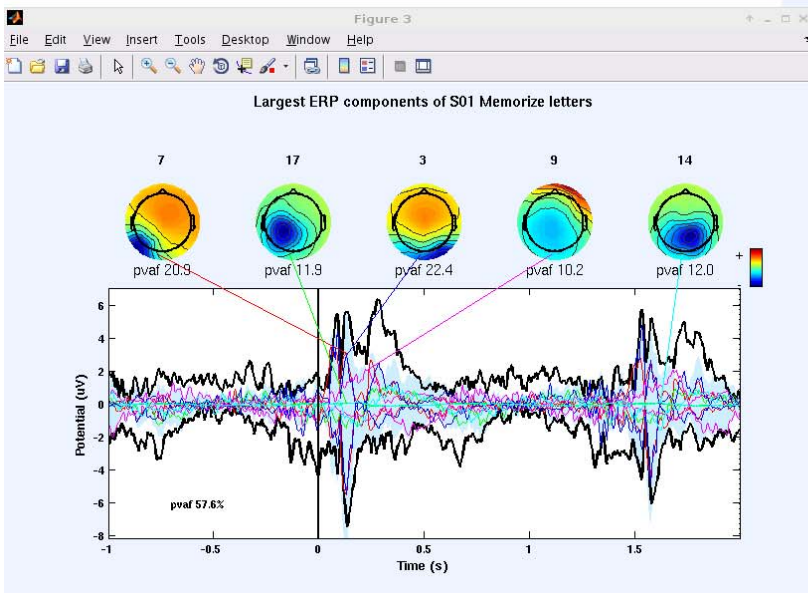 Figure 3
File Edit View Insert Tools Desktop Window Help
Largest ERP components of S01 Memorize letters
7 17 3 9 14
pvaf 20.9 pvaf 11.9 pvaf 22.4 pvaf 10.2 pvaf 12.0
+
-
6
4
2
0
-2
-4
-6
-8
Potential (uV)
pvaf 57.6%
-1 -0.5 0 0.5 1 1.5
Time (s)